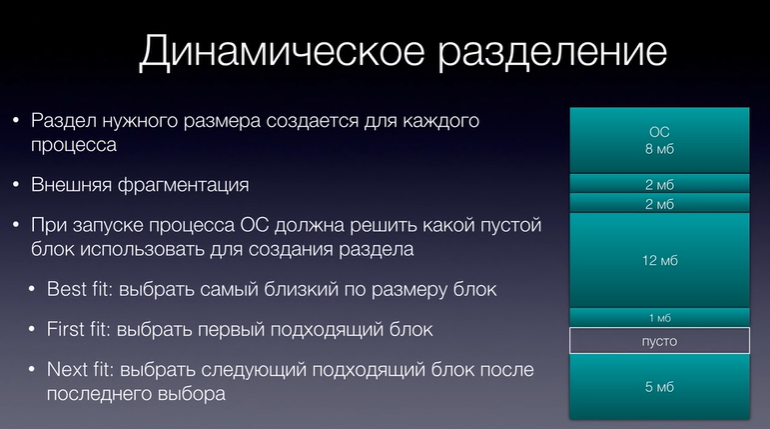 Динамическое разделение
• Раздел нужного размера создается для каждого
процесса
• Внешняя фрагментация
• При запуске процесса ОС должна решить какой пустой
блок использовать для создания раздела
• Best fit: выбрать самый близкий по размеру блок
• First fit: выбрать первый подходящий блок
• Next fit: выбрать следующий подходящий блок после
последнего выбора
ОС
8 мб
2 мб
2 мб
12 мб
1 мб
пусто
5 мб